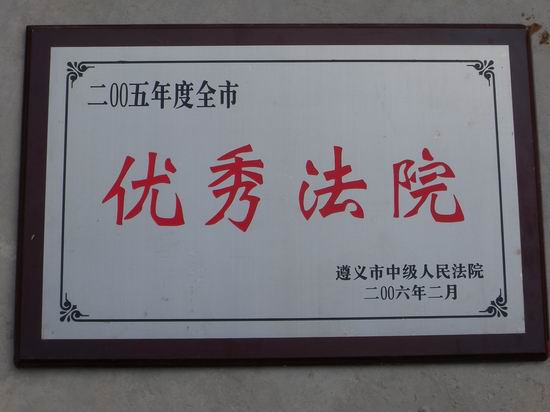 二00五年度全市
优秀法院
遵义市中级人民法院
二00六年二月